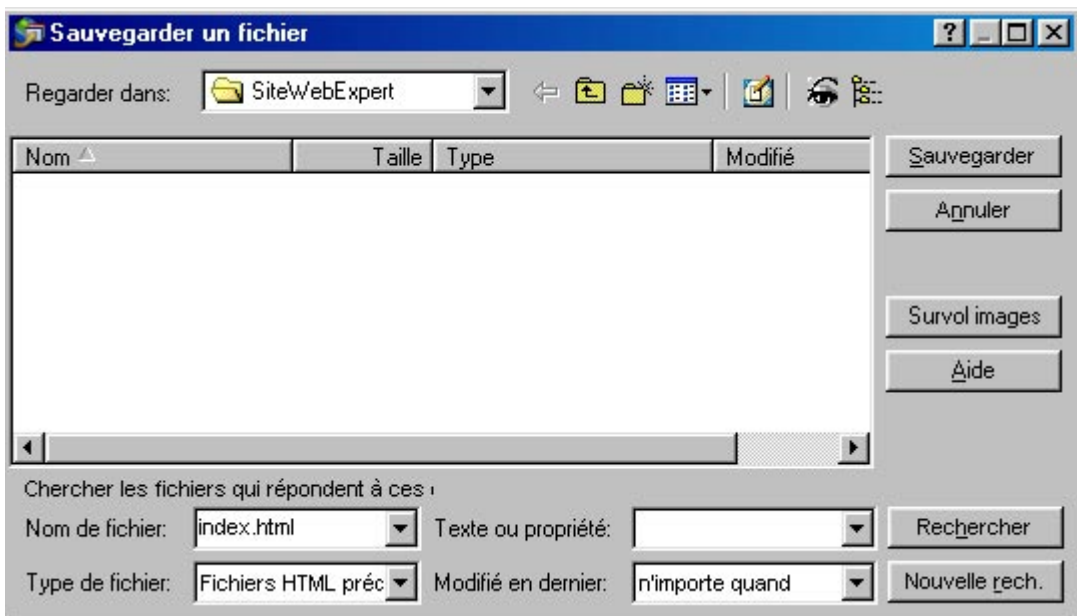 Sauvegarder un fichier
Regarder dans: SiteWebExpert
Nom Taille Type Modifié
Sauvegarder
Annuler
Survol images
Aide
Chercher les fichiers qui répondent à ces
Nom de fichier: index.html Texte ou propriété: Rechercher
Type de fichier: Fichiers HTML préc Modifié en dernier: n'importe quand Nouvelle rech.